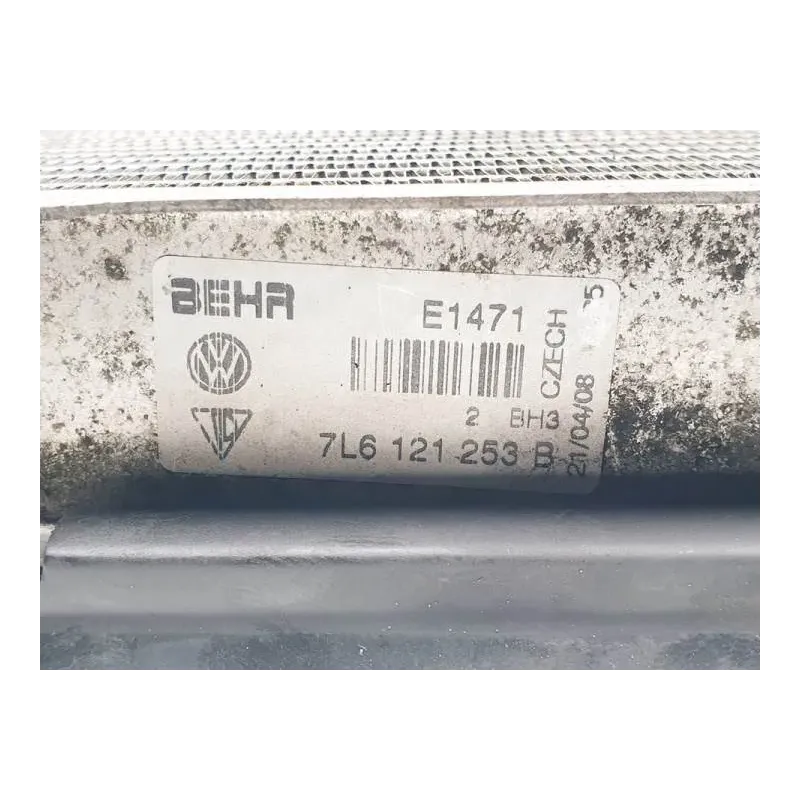 BEHR
E1471
2 BH3
7L6 121 253 B
CZECH
21/04/08